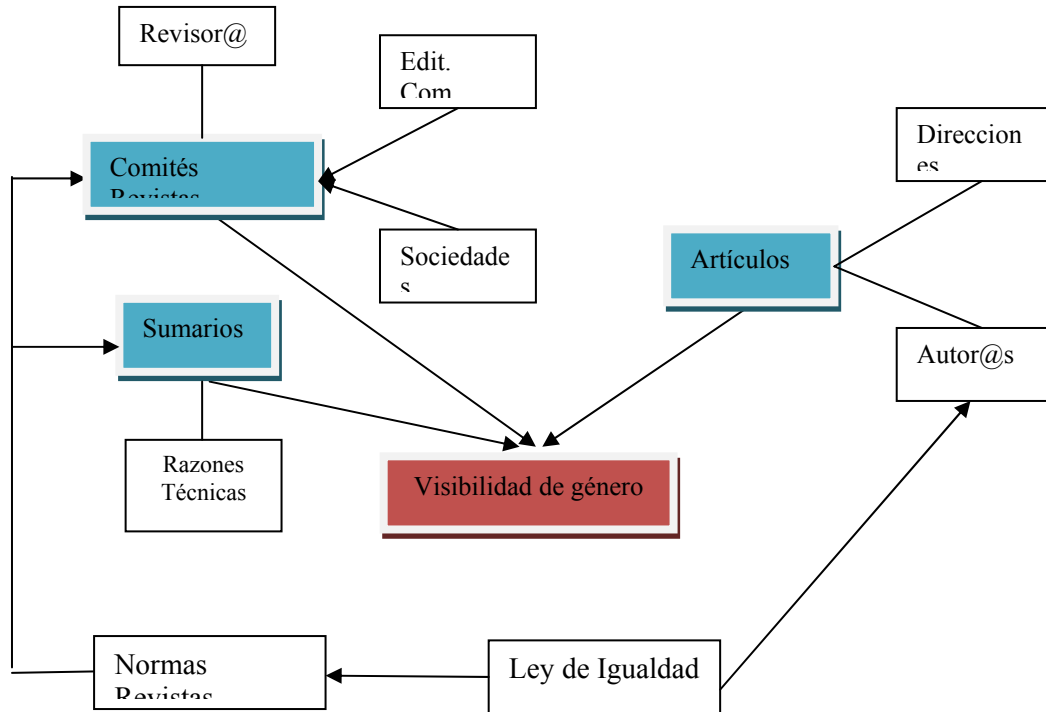 Revisor@
Edit.
Com
Comités
Revistas
Direccion
es
Sociedade
s
Artículos
Sumarios
Autor@s
Razones
Técnicas
Visibilidad de género
Normas
Revistas
Ley de Igualdad